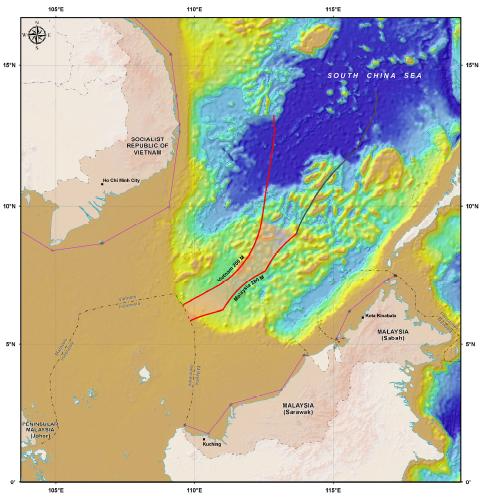 105°E 110°E 115°E
N
W E
S
15°N 15°N
SOUTH CHINA SEA
SOCIALIST
REPUBLIC OF
VIETNAM
Ho Chi Minh City
10°N 10°N
Vietnam 200 M
Malaysia 200 M
Vietnam
Indonesia
Kota Kinabalu
MALAYSIA
(Sabah)
5°N 5°N
MALAYSIA
(Sarawak)
PENINSULAR
MALAYSIA
(Johor)
Kuching
0° 0°
105°E 110°E 115°E